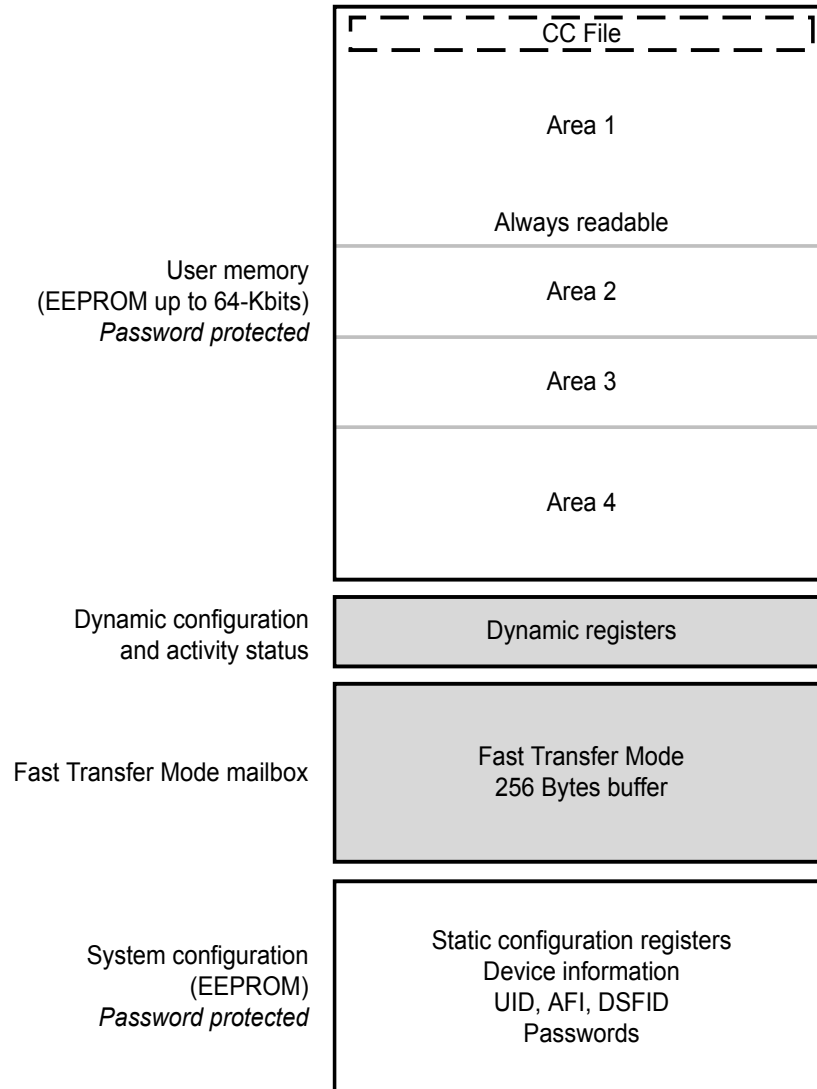 CC File
Area 1
Always readable
User memory
(EEPROM up to 64-Kbits)
Password protected
Area 2
Area 3
Area 4
Dynamic configuration
and activity status
Dynamic registers
Fast Transfer Mode mailbox
Fast Transfer Mode
256 Bytes buffer
System configuration
(EEPROM)
Password protected
Static configuration registers
Device information
UID, AFI, DSFID
Passwords